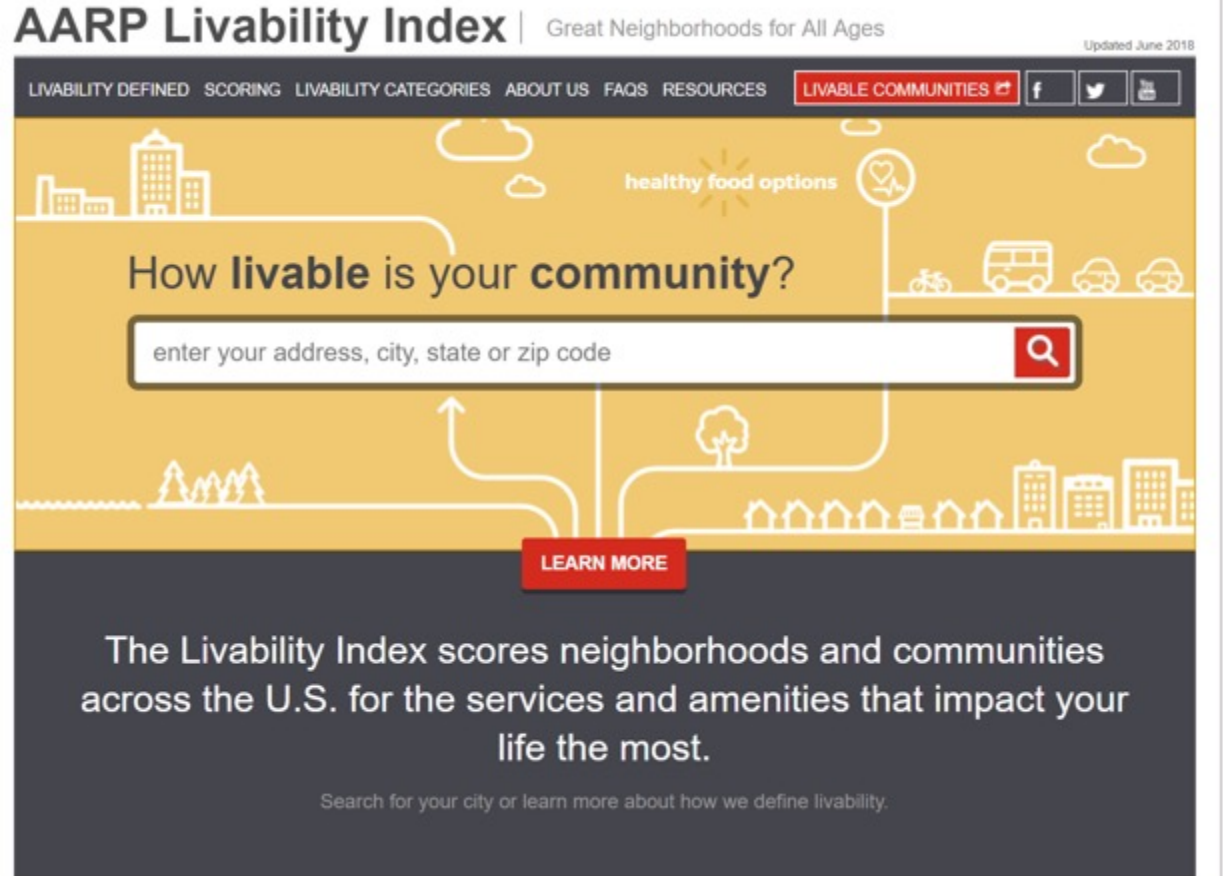 AARP Livability Index | Great Neighborhoods for All Ages
Updated June 2018
LIVABILITY DEFINED SCORING LIVABILITY CATEGORIES ABOUT US FAQS RESOURCES LIVABLE COMMUNITIES f You Tube
healthy food options
How livable is your community?
enter your address, city, state or zip code
LEARN MORE
The Livability Index scores neighborhoods and communities
across the U.S. for the services and amenities that impact your
life the most.
Search for your city or learn more about how we define livability.